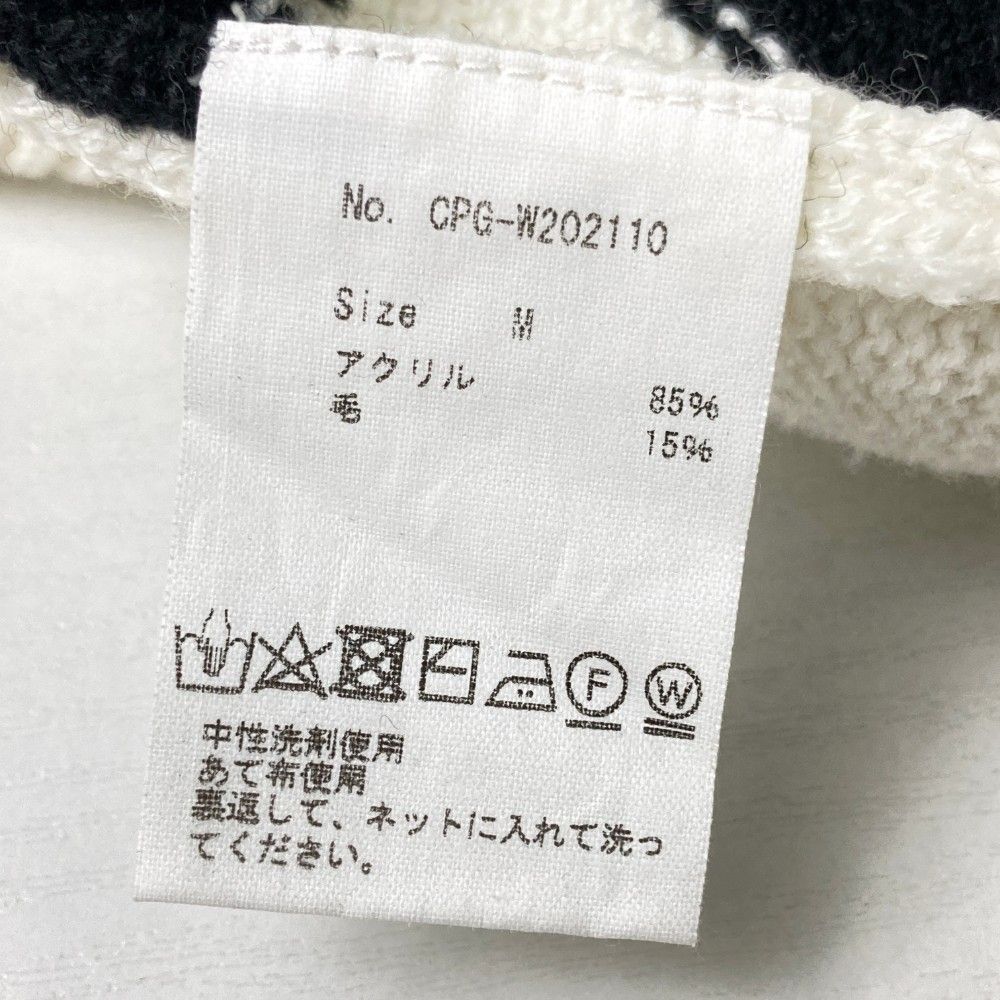 No. CPG-W202110
Size M
アクリル 85%
毛 15%
F W
中性洗剤使用
あて布使用
裏返して、ネットに入れて洗っ
てください。